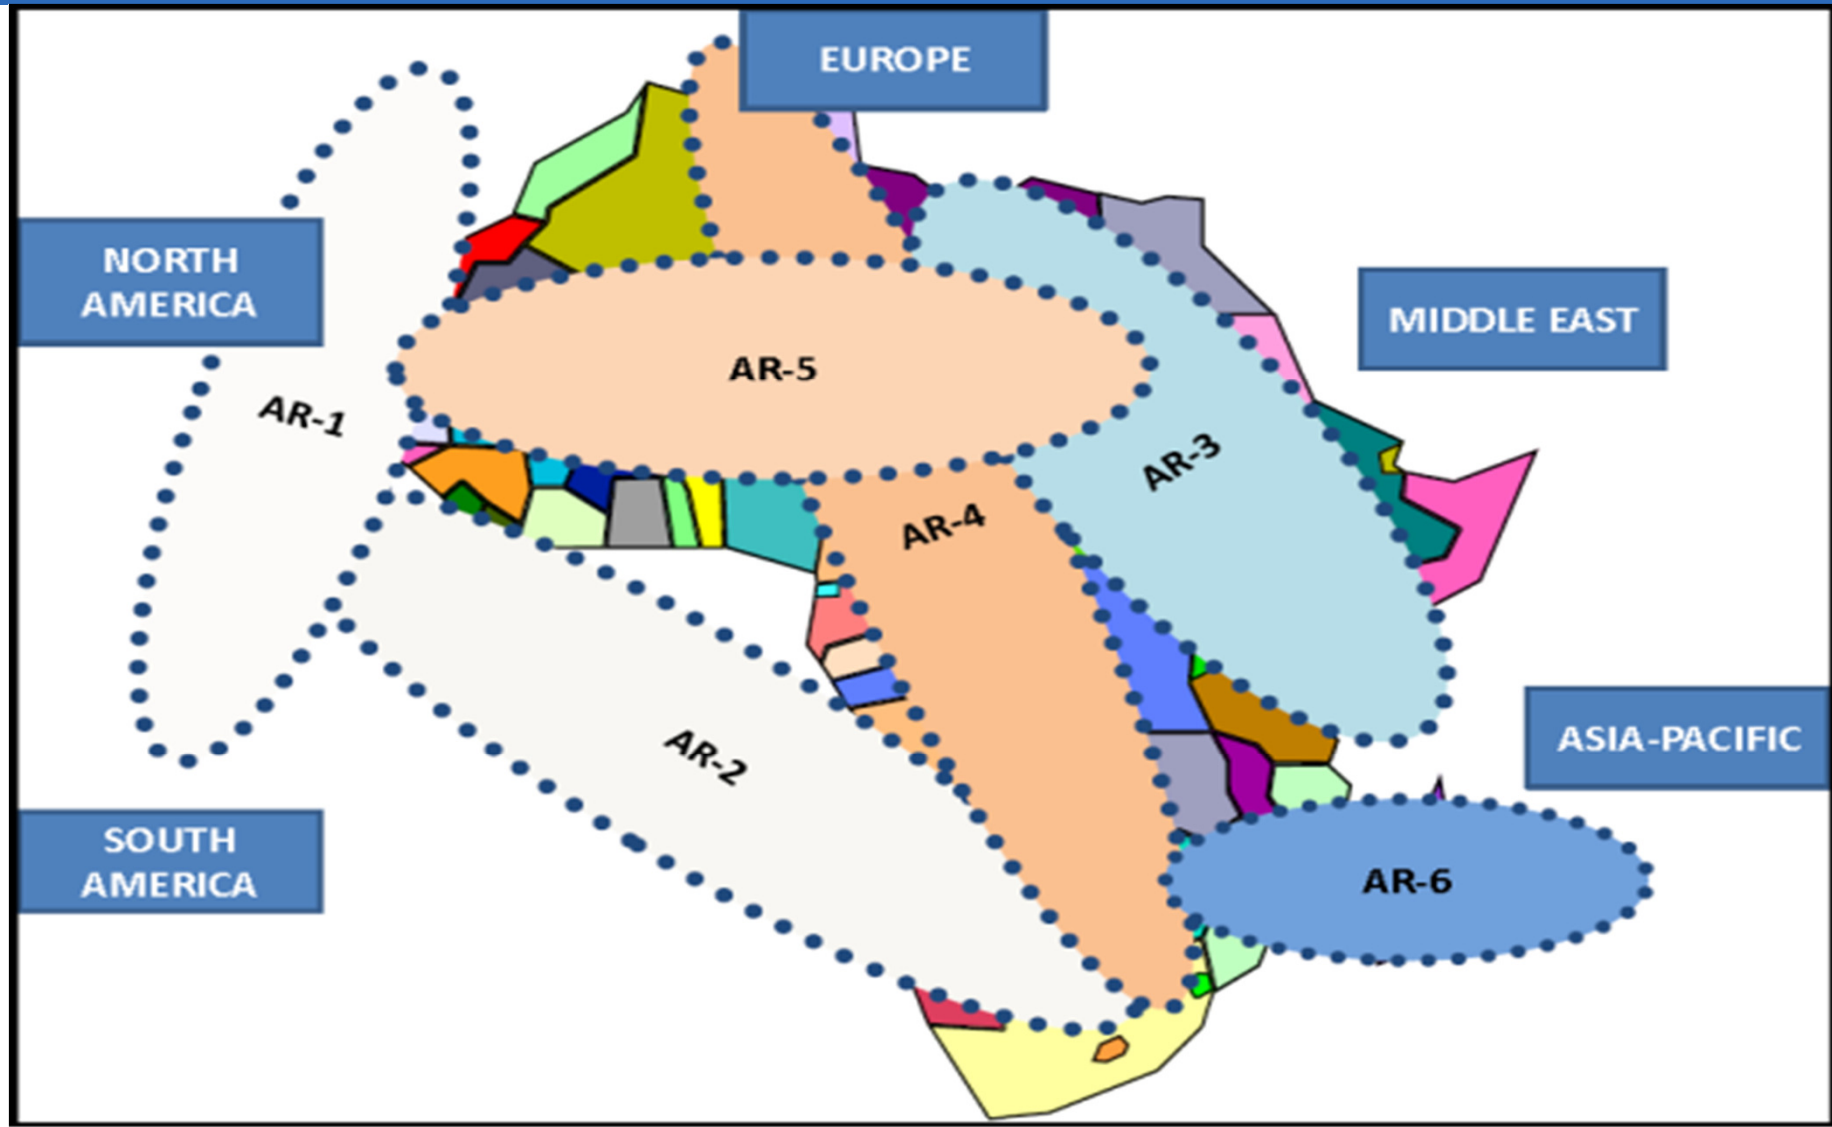 EUROPE
NORTH
AMERICA
MIDDLE EAST
AR-5
AR-1
AR-3
AR-4
ASIA-PACIFIC
AR-2
SOUTH
AMERICA
AR-6